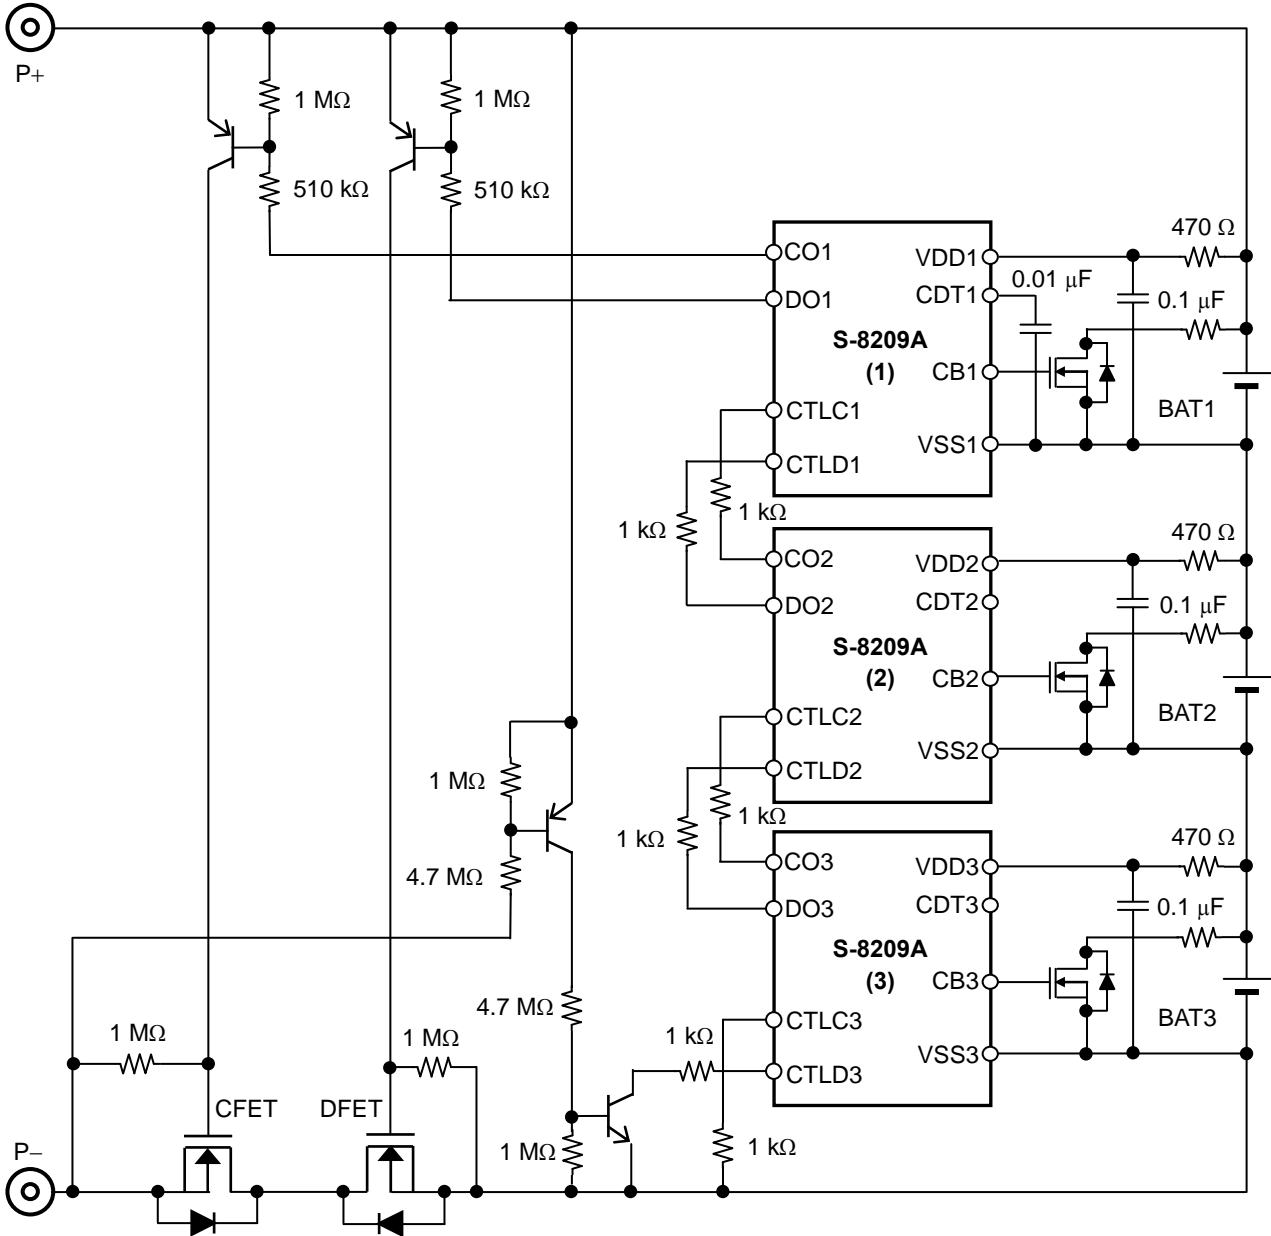 P+
1 MΩ
1 MΩ
510 kΩ
510 kΩ
470 Ω
CO1
VDD1
0.01 μF
CDT1
0.1 μF
DO1
S-8209A
(1)
CB1
CTLC1
BAT1
VSS1
CTLD1
1 kΩ
1 kΩ
470 Ω
CO2
VDD2
CDT2
0.1 μF
DO2
S-8209A
(2)
CB2
CTLC2
BAT2
VSS2
CTLD2
1 MΩ
1 kΩ
1 kΩ
470 Ω
4.7 MΩ
CO3
VDD3
CDT3
0.1 μF
DO3
S-8209A
(3)
CB3
4.7 MΩ
CTLC3
BAT3
1 MΩ
1 MΩ
1 kΩ
VSS3
CTLD3
CFET
DFET
P−
1 MΩ
1 kΩ